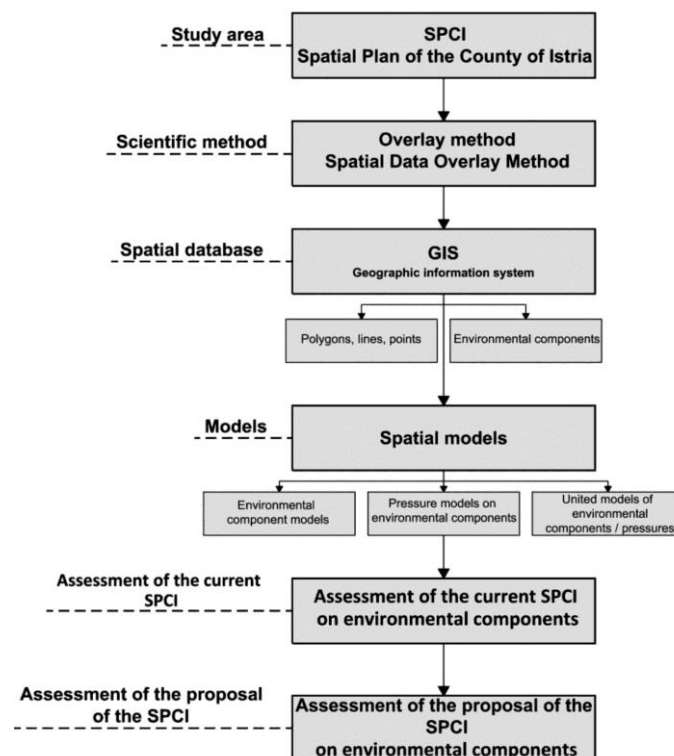 Study area
SPCI
Spatial Plan of the County of Istria
Scientific method
Overlay method
Spatial Data Overlay Method
Spatial database
GIS
Geographic information system
Polygons, lines, points
Environmental components
Models
Spatial models
Environmental
component models
Pressure models on
environmental components
United models of
environmental
components / pressures
Assessment of the current
SPCI
Assessment of the current SPCI
on environmental components
Assessment of the proposal
of the SPCI
Assessment of the proposal of the
SPCI
on environmental components